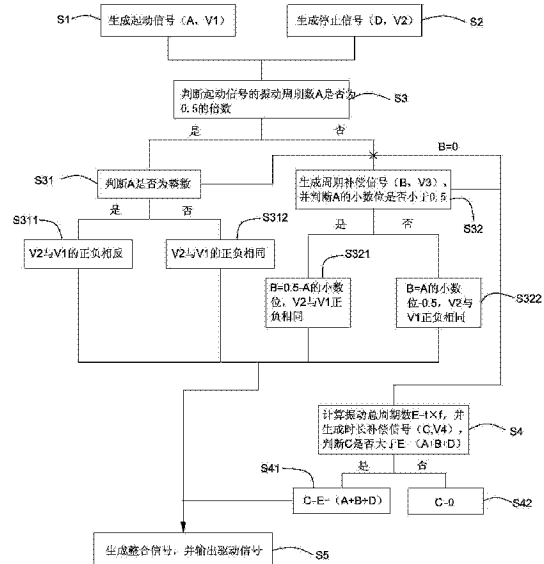 S1
生成起动信号（A、V1）
生成停止信号（D，V2）
S2
判断起动信号的振动周期数A是否为
0.5的倍数
S3
是
否
B=0
S31
判断A是否为整数
生成周期补偿信号（B、V3）、
并判断A的小数位是否小于0.5
S32
是
否
是
否
S311
S312
S321
V2与V1的正负相反
V2与V1的正负相同
B=0.5-A的小数
位，V2与V1正
负相同
B=A的小数
位-0.5，V2与
V1正负相同
S322
计算振动总周期数E=t×f，并
生成时长补偿信号（C,V4），
判断C是否大于E-（A+B+D）
S4
是
否
S41
C=E-（A+B+D）
C=0
S42
生成整合信号，并输出驱动信号
S5